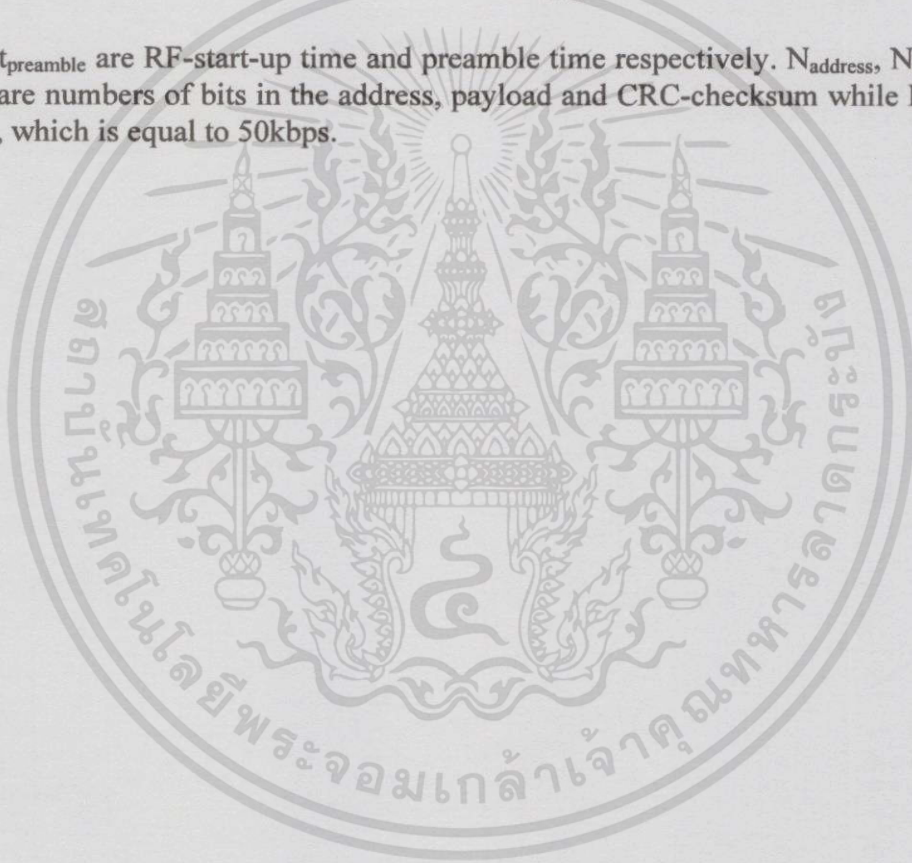 t_preamble are RF-start-up time and preamble time respectively. N_address, N
are numbers of bits in the address, payload and CRC-checksum while
, which is equal to 50kbps.
สถาบันเทคโนโลยีพระจอมเกล้าเจ้าคุณทหารลาดกระบัง